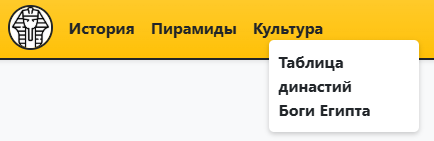 История Пирамиды Культура
Таблица
династий
Боги Египта